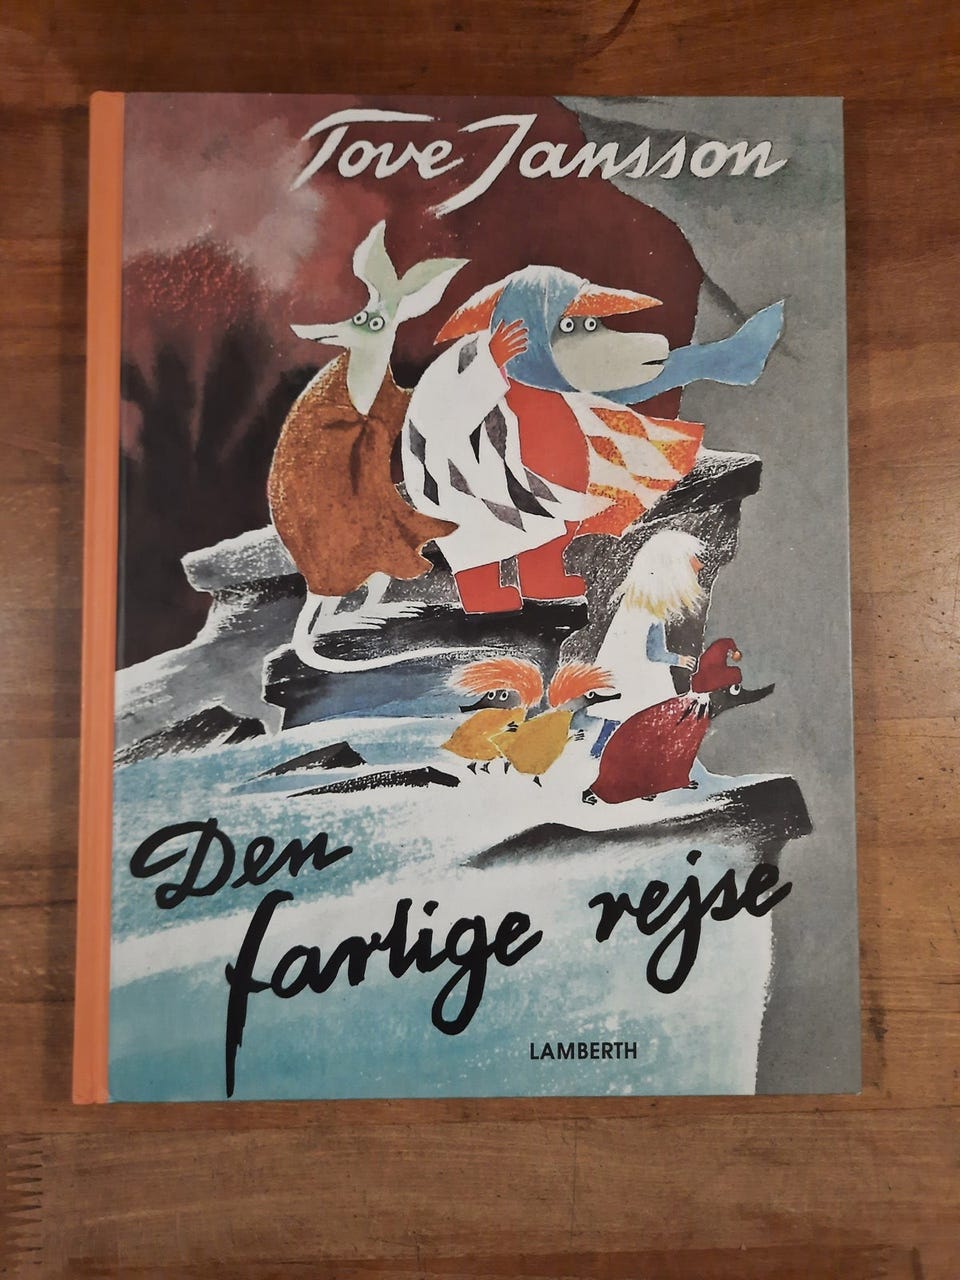 Tove Jansson
Den
farlige rejse
LAMBERTH